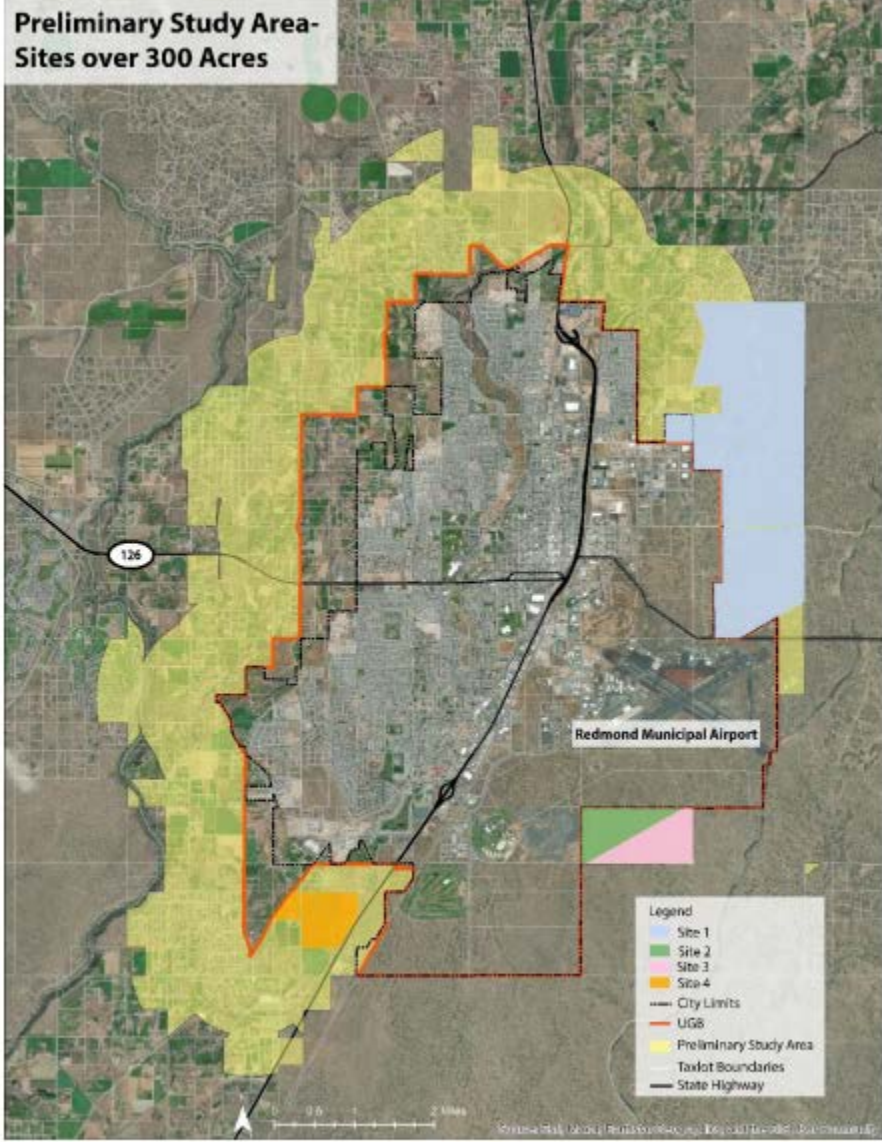 Preliminary Study Area-
Sites over 300 Acres
126
Redmond Municipal Airport
Legend
Site 1
Site 2
Site 3
Site 4
City Limits
UGB
Preliminary Study Area
Taxlot Boundaries
State Highway
0 0.5 1 2 Miles